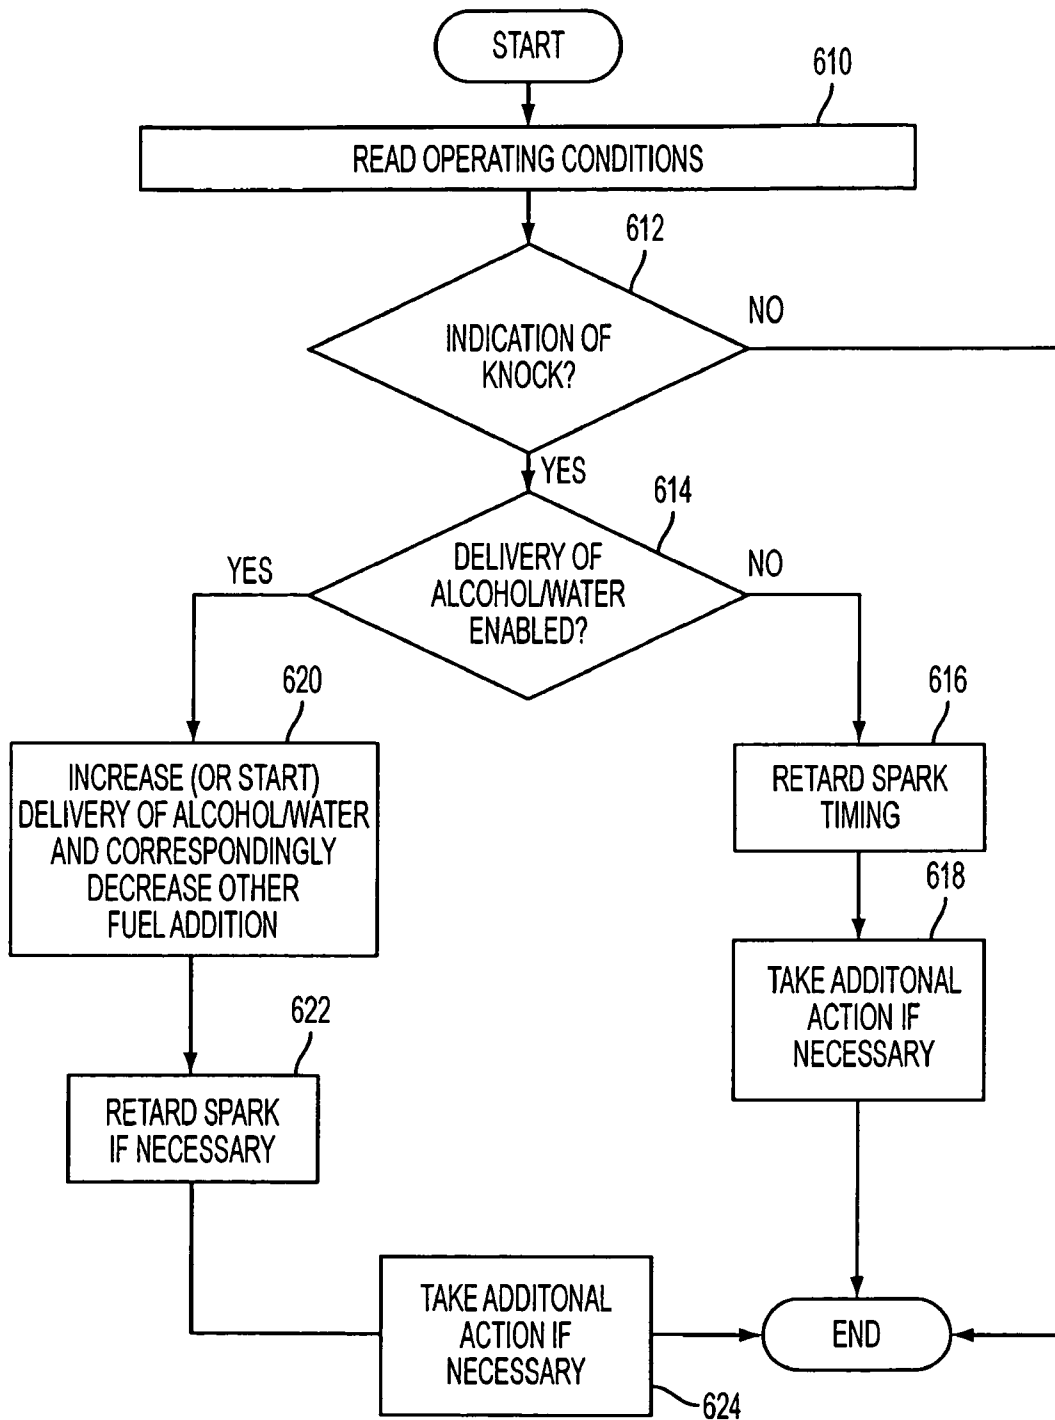 START
610
READ OPERATING CONDITIONS
612
NO
INDICATION OF
KNOCK?
YES
614
DELIVERY OF
ALCOHOL/WATER
ENABLED?
YES
NO
620
INCREASE (OR START)
DELIVERY OF ALCOHOL/WATER
AND CORRESPONDINGLY
DECREASE OTHER
FUEL ADDITION
616
RETARD SPARK
TIMING
618
TAKE ADDITONAL
ACTION IF
NECESSARY
622
RETARD SPARK
IF NECESSARY
TAKE ADDITONAL
ACTION IF
NECESSARY
624
END